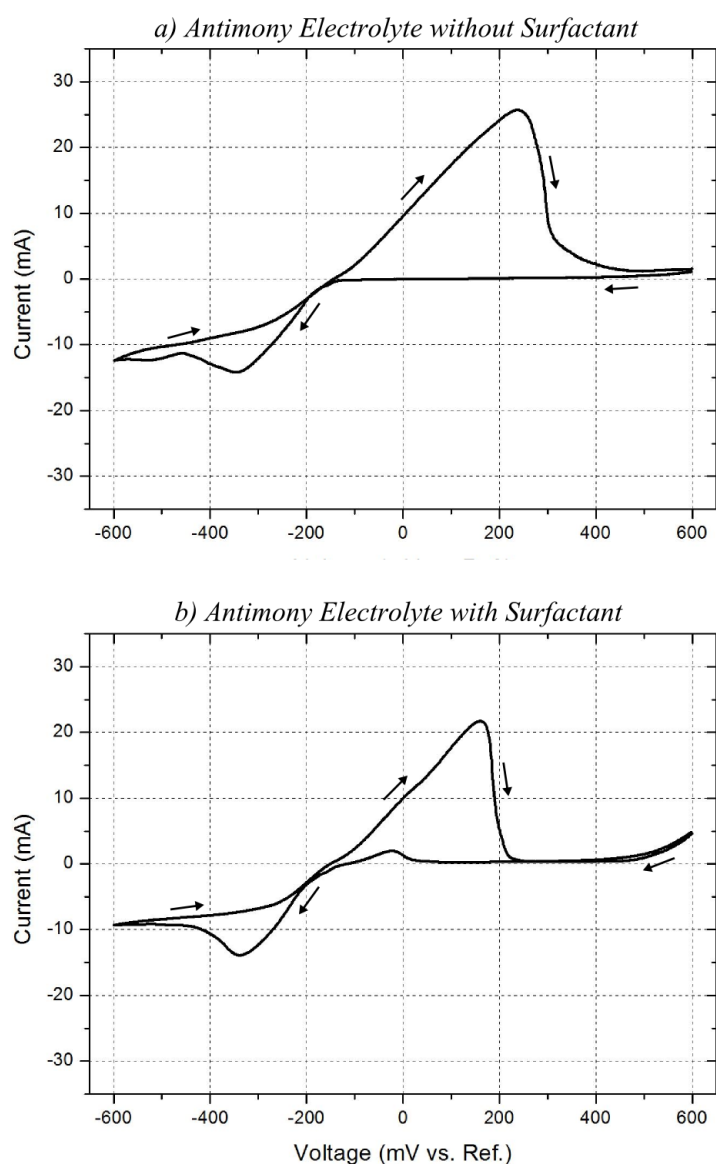 a) Antimony Electrolyte without Surfactant
30
20
10
0
-10
-20
-30
Current (mA)
-600 -400 -200 0 200 400 600
b) Antimony Electrolyte with Surfactant
30
20
10
0
-10
-20
-30
Current (mA)
-600 -400 -200 0 200 400 600
Voltage (mV vs. Ref.)